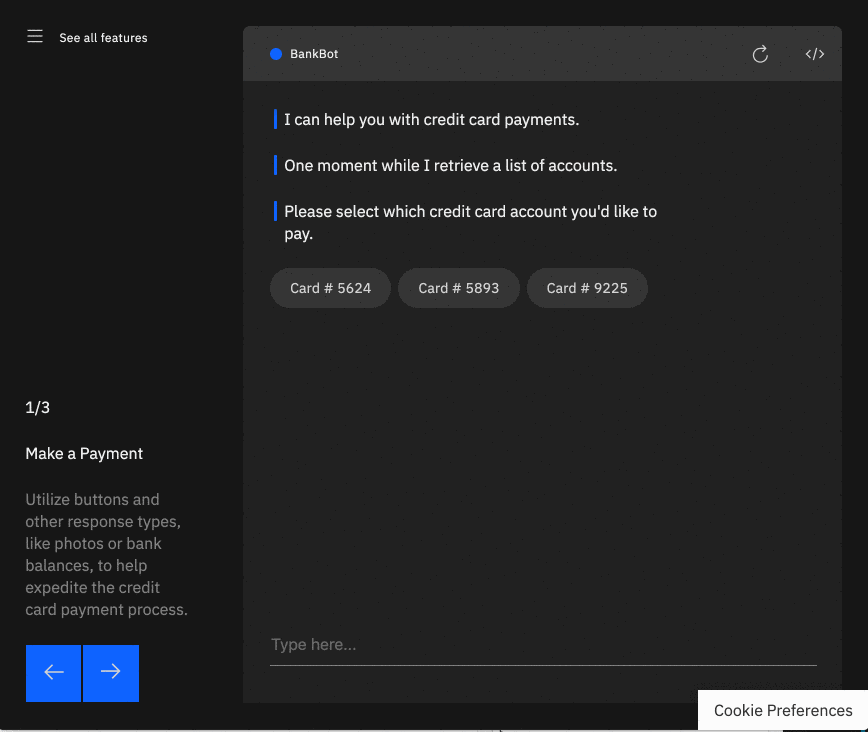 See all features
BankBot
</>
I can help you with credit card payments.
One moment while I retrieve a list of accounts.
Please select which credit card account you'd like to
pay.
Card # 5624
Card # 5893
Card # 9225
1/3
Make a Payment
Utilize buttons and
other response types,
like photos or bank
balances, to help
expedite the credit
card payment process.
Type here...
Cookie Preferences